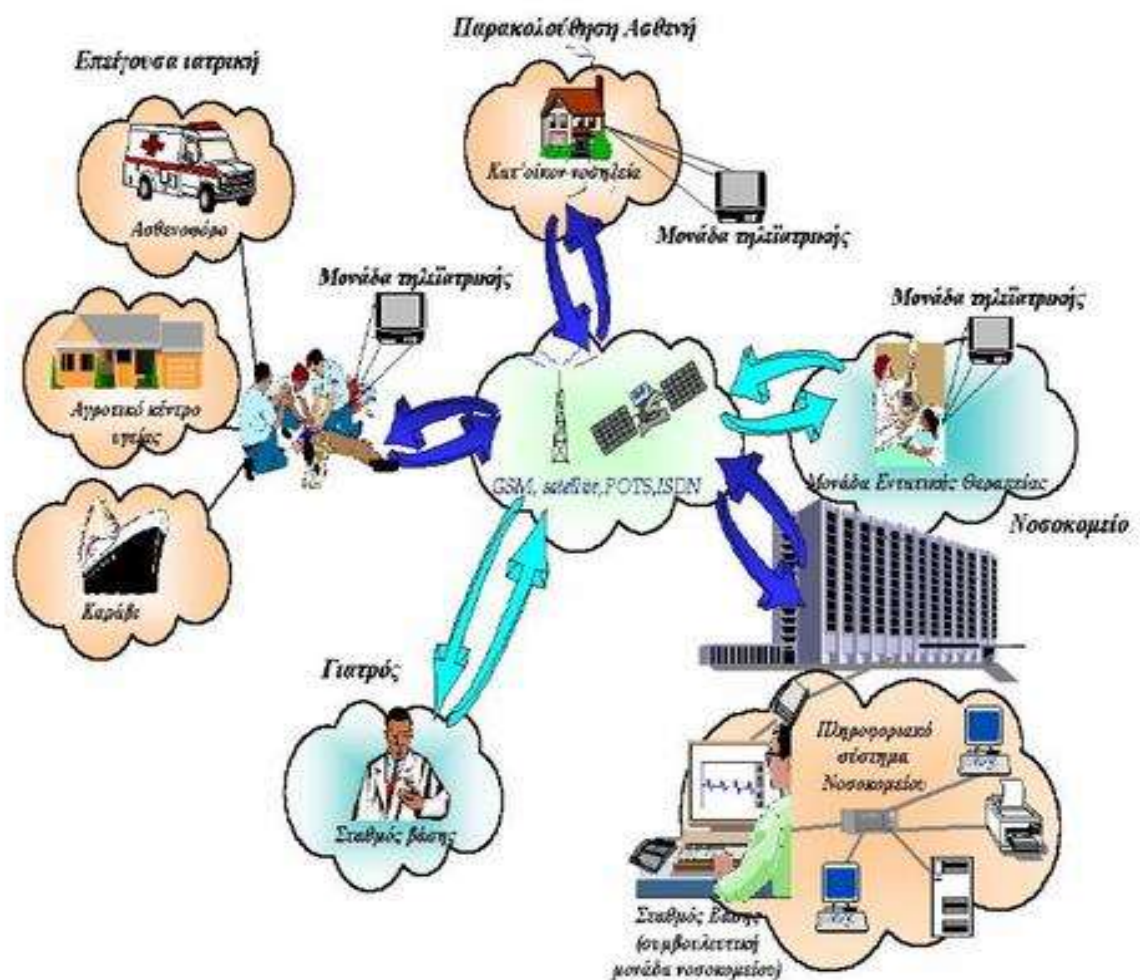 Παρακολούθηση Ασθενή
Επείγουσα ιατρική
Κατ'οίκον νοσηλεία
Ασθενοφόρο
Μονάδα τηλεϊατρικής
Μονάδα τηλεϊατρικής
Μονάδα τηλεϊατρικής
Αγροτικό κέντρο
υγείας
GSM, satellite,POTS,ISDN
Μονάδα Εντατικής Θεραπείας
Νοσοκομείο
Καράβι
Γιατρός
Πληροφοριακό
σύστημα
Νοσοκομείου
Σταθμός βάσης
Σταθμός Βάσης
(συμβουλευτική
μονάδα νοσοκομείου)